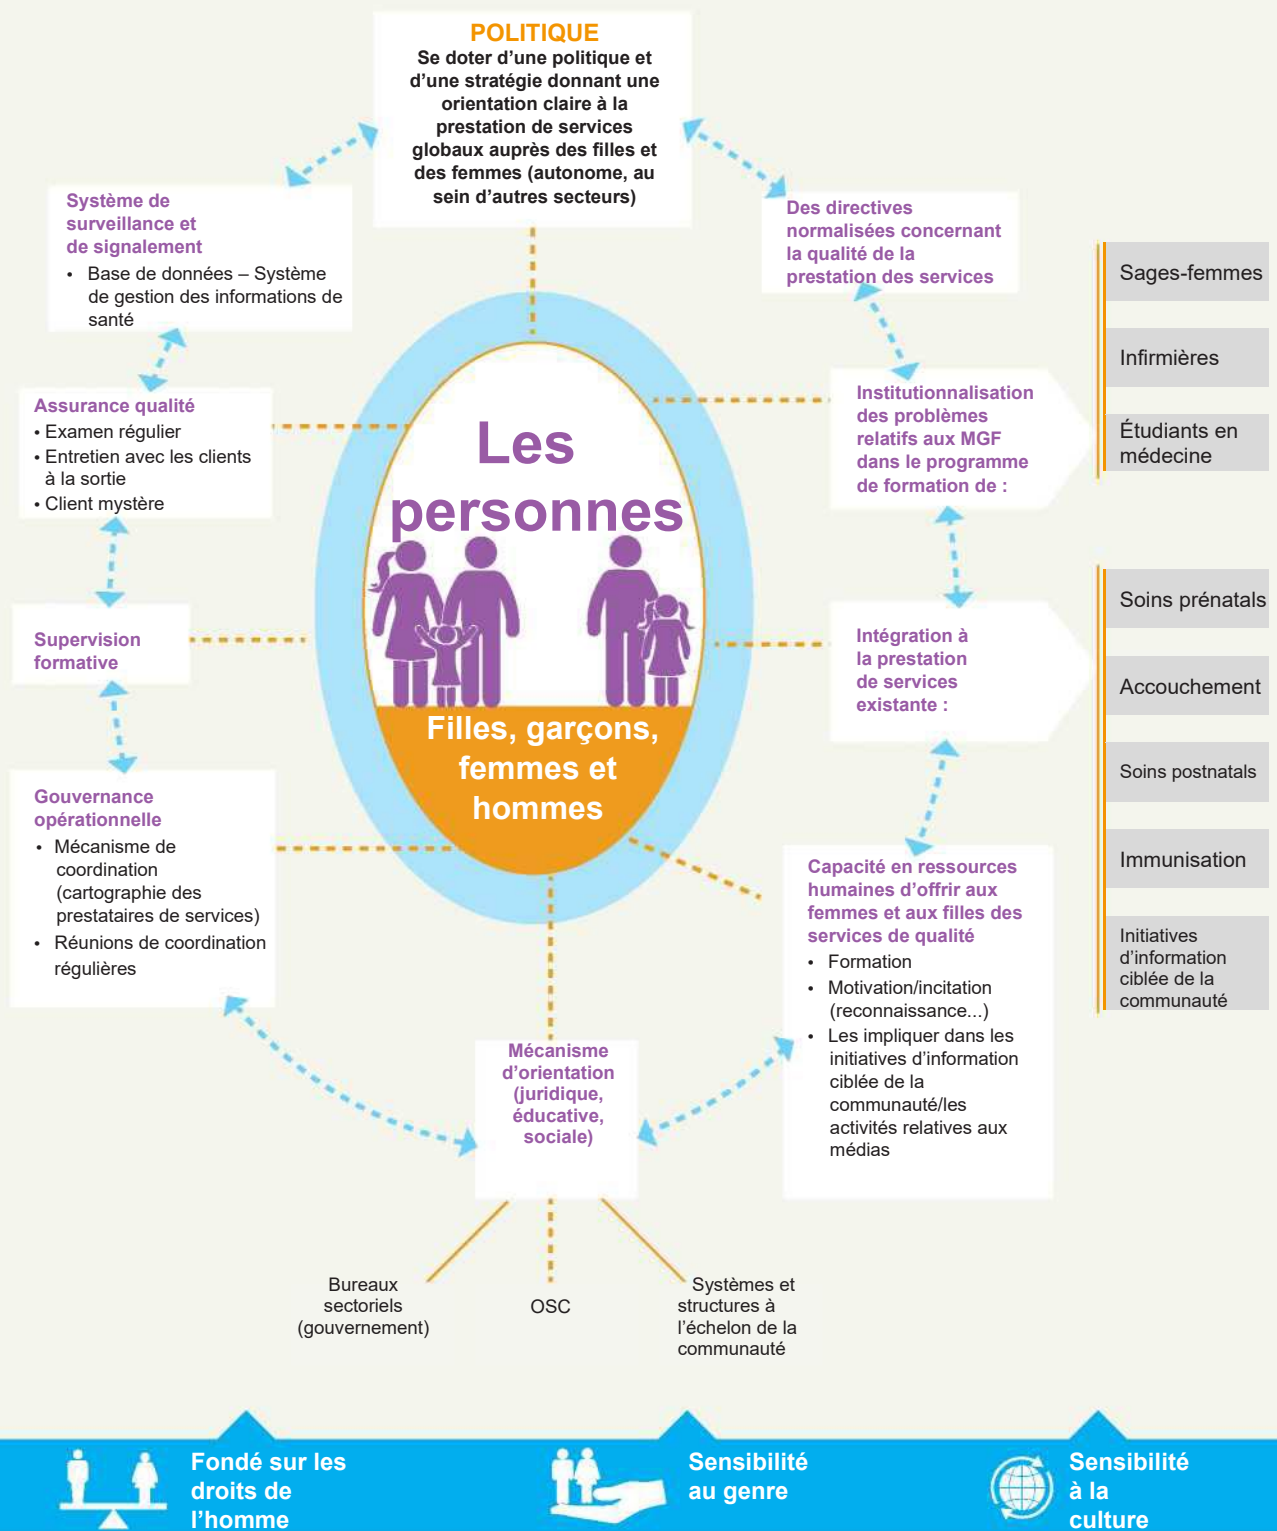 POLITIQUE
Se doter d’une politique et
d’une stratégie donnant une
orientation claire à la
prestation de services
globaux auprès des filles et
des femmes (autonome, au
sein d’autres secteurs)
Système de
surveillance et
de signalement
• Base de données – Système
de gestion des informations de
santé
Des directives
normalisées concernant
la qualité de la
prestation des services
Assurance qualité
• Examen régulier
• Entretien avec les clients
à la sortie
• Client mystère
Institutionnalisation
des problèmes
relatifs aux MGF
dans le programme
de formation de :
Sages-femmes
Infirmières
Étudiants en
médecine
Les
personnes
Filles, garçons,
femmes et
hommes
Supervision
formative
Intégration à
la prestation
de services
existante :
Soins prénatals
Accouchement
Soins postnatals
Immunisation
Initiatives
d’information
ciblée de la
communauté
Gouvernance
opérationnelle
• Mécanisme de
coordination
(cartographie des
prestataires de services)
• Réunions de coordination
régulières
Capacité en ressources
humaines d’offrir aux
femmes et aux filles des
services de qualité
• Formation
• Motivation/incitation
(reconnaissance...)
• Les impliquer dans les
initiatives d’information
ciblée de la
communauté/les
activités relatives aux
médias
Mécanisme
d’orientation
(juridique,
éducative,
sociale)
Bureaux
sectoriels
(gouvernement)
OSC
Systèmes et
structures à
l’échelon de la
communauté
Fondé sur les
droits de
l’homme
Sensibilité
au genre
Sensibilité
à la
culture